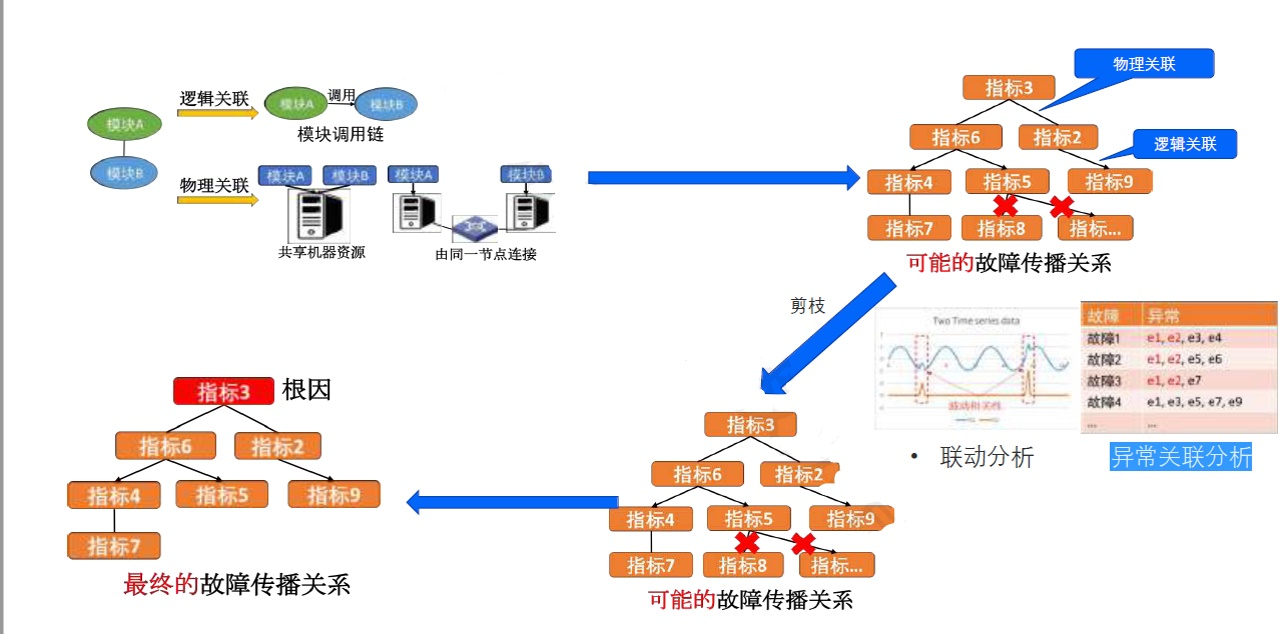 逻辑关联
模块A
调用
模块B
模块调用链
模块A
模块B
物理关联
模块A
模块B
模块A
模块B
共享机器资源
由同一节点连接
物理关联
逻辑关联
指标3
指标6
指标2
指标4
指标5
指标9
指标7
指标8
指标...
可能的故障传播关系
剪枝
Two Time series data
波动相关性
• 联动分析
故障 异常
故障1 e1, e2, e3, e4
故障2 e1, e2, e5, e6
故障3 e1, e2, e7
故障4 e1, e3, e5, e7, e9
... ...
异常关联分析
指标3
指标6
指标2
指标4
指标5
指标9
指标7
指标8
指标...
可能的故障传播关系
指标3 根因
指标6
指标2
指标4
指标5
指标9
指标7
最终的故障传播关系